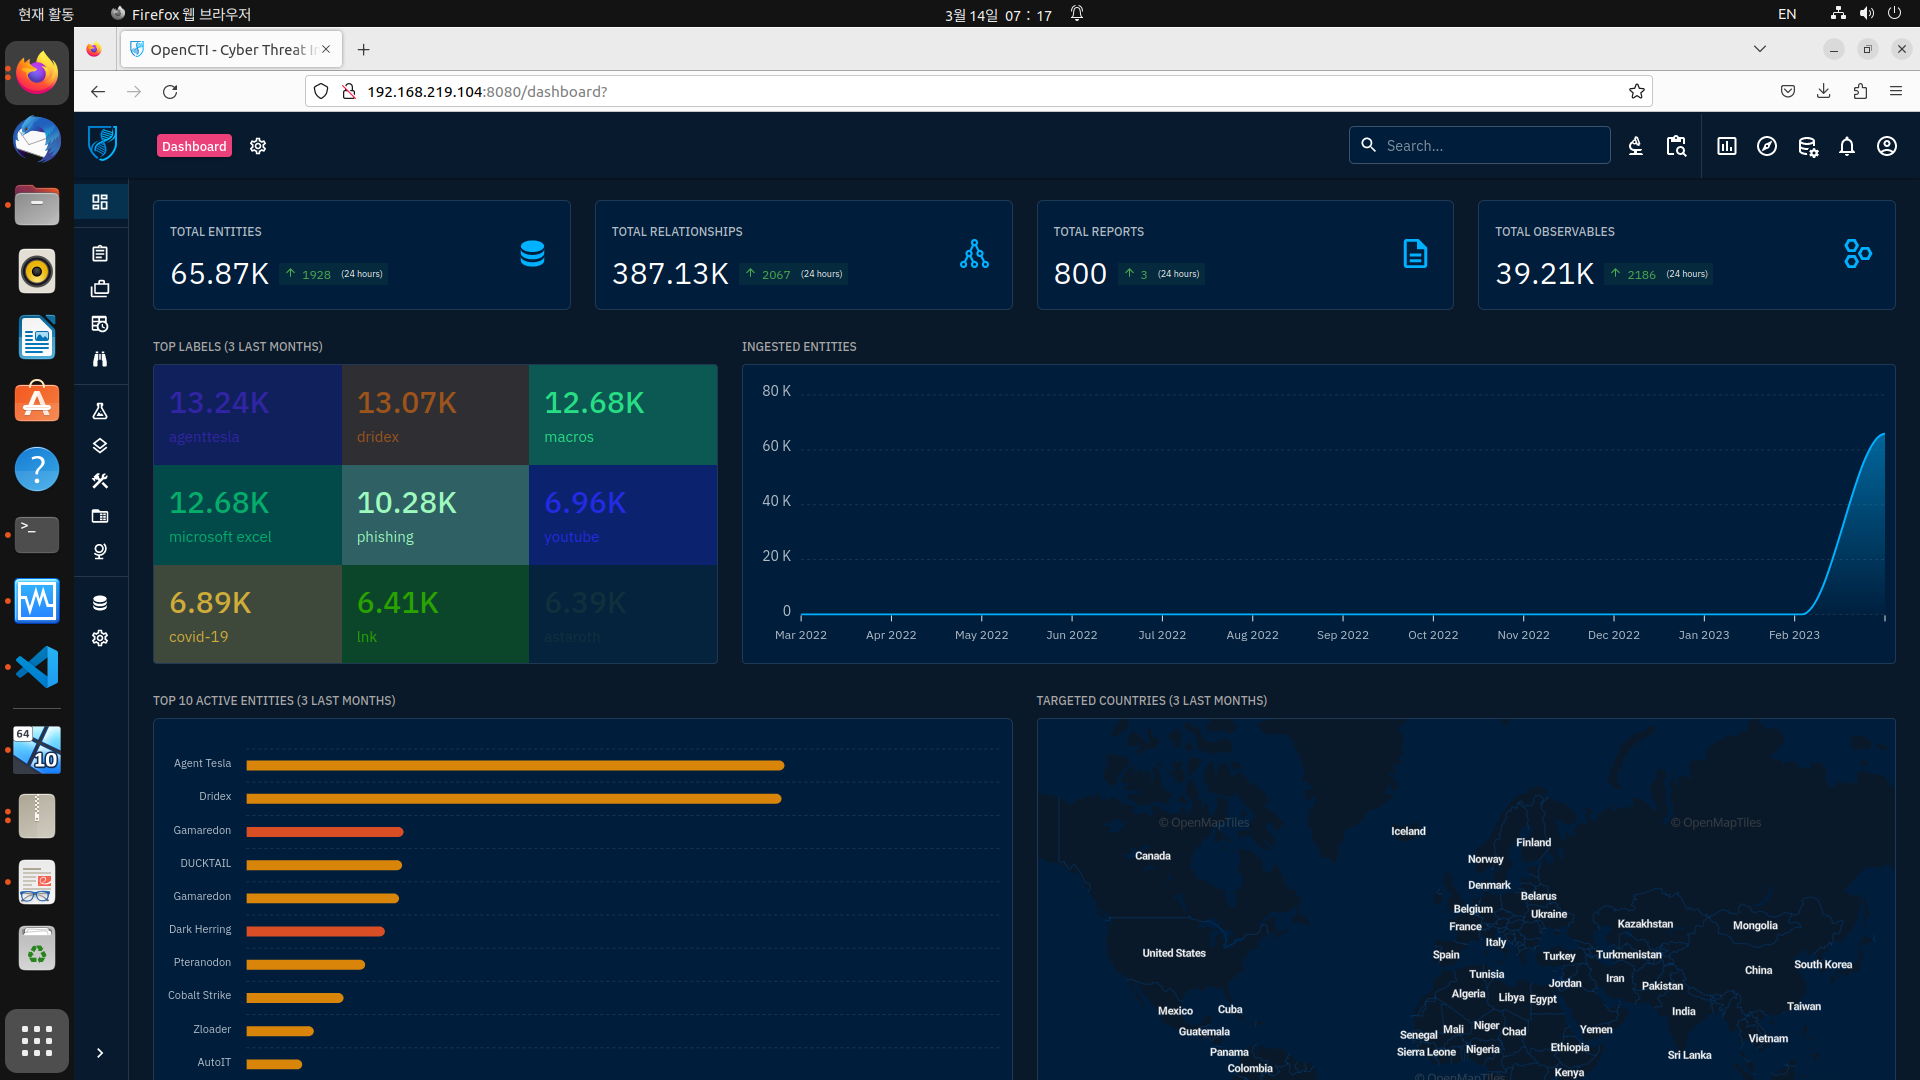 현재 활동
Firefox 웹 브라우저
3월 14일 07 : 17
EN
OpenCTI - Cyber Threat In
192.168.219.104:8080/dashboard?
Dashboard
Search...
TOTAL ENTITIES
65.87K 1928 (24 hours)
TOTAL RELATIONSHIPS
387.13K 2067 (24 hours)
TOTAL REPORTS
800 3 (24 hours)
TOTAL OBSERVABLES
39.21K 2186 (24 hours)
TOP LABELS (3 LAST MONTHS)
13.24K
agenttesla
13.07K
dridex
12.68K
macros
12.68K
microsoft excel
10.28K
phishing
6.96K
youtube
6.89K
covid-19
6.41K
lnk
6.39K
astaroth
INGESTED ENTITIES
80 K
60 K
40 K
20 K
0
Mar 2022 Apr 2022 May 2022 Jun 2022 Jul 2022 Aug 2022 Sep 2022 Oct 2022 Nov 2022 Dec 2022 Jan 2023 Feb 2023
TOP 10 ACTIVE ENTITIES (3 LAST MONTHS)
Agent Tesla
Dridex
Gamaredon
DUCKTAIL
Gamaredon
Dark Herring
Pteranodon
Cobalt Strike
Zloader
AutoIT
TARGETED COUNTRIES (3 LAST MONTHS)
© OpenMapTiles
© OpenMapTiles
Iceland
Finland
Canada
Norway
Denmark
Belarus
Belgium
Ukraine
France
Kazakhstan
Mongolia
Italy
United States
Spain
Turkey
Turkmenistan
South Korea
China
Tunisia
Iran
Jordan
Pakistan
Algeria
Libya
Egypt
Taiwan
Mexico
Cuba
India
Guatemala
Senegal
Mali
Niger
Chad
Yemen
Vietnam
Panama
Sierra Leone
Nigeria
Ethiopia
Sri Lanka
Colombia
Kenya
© OpenMapTiles
64
10